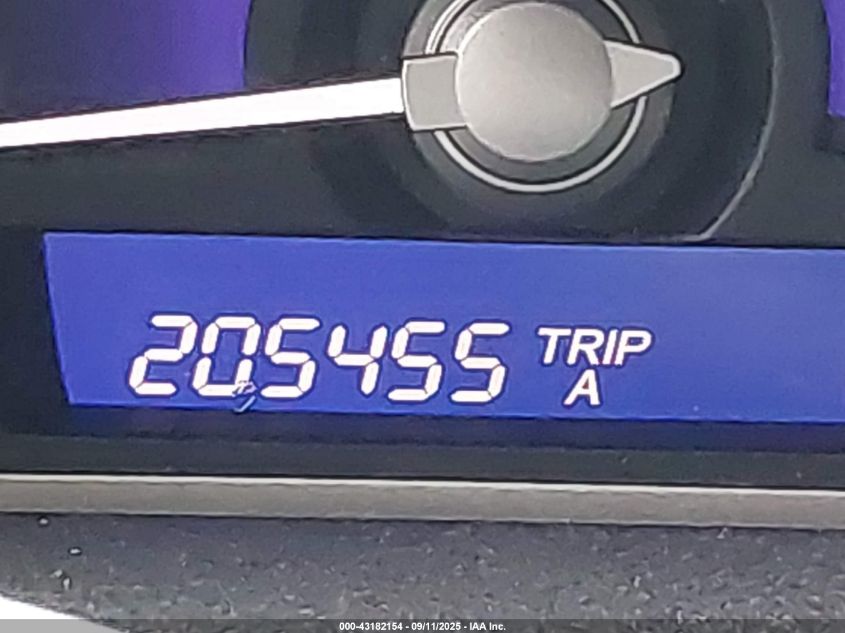 205455 TRIP
A
000-43182154 - 09/11/2025 - IAA Inc.